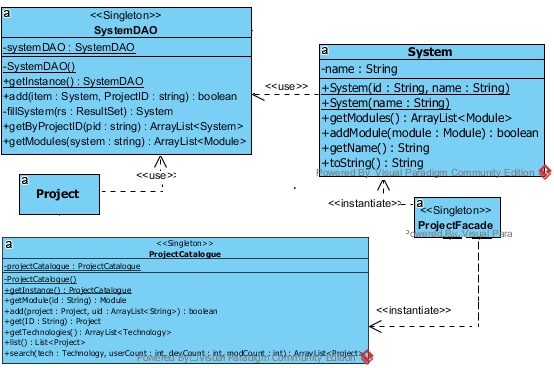 a
<<Singleton>>
SystemDAO
-systemDAO : SystemDAO
-SystemDAO()
+getInstance() : SystemDAO
+add(item : System, ProjectID : string) : boolean
-fillSystem(rs : ResultSet) : System
+getByProjectID(pid : string) : ArrayList<System>
+getModules(system : string) : ArrayList<Module>
<<use>>
a
System
-name : String
+System(id : String, name : String)
+System(name : String)
+getModules() : ArrayList<Module>
+addModule(module : Module) : boolean
+getName() : String
+toString() : String
Powered By Visual Paradigm Community Edition
<<use>>
a
Project
<<instantiate>>
a
<<Singleton>>
ProjectFacade
Powered By Visual Para
a
<<Singleton>>
ProjectCatalogue
-projectCatalogue : ProjectCatalogue
-ProjectCatalogue()
+getInstance() : ProjectCatalogue
+getModule(id : String) : Module
+add(project : Project, uid : ArrayList<String>) : boolean
+get(ID : String) : Project
+getTechnologies() : ArrayList<Technology>
+list() : List<Project>
+search(tech : Technology, userCount : int, devCount : int, modCount : int) : ArrayList<Project>
Powered By Visual Paradigm Community Edition
<<instantiate>>